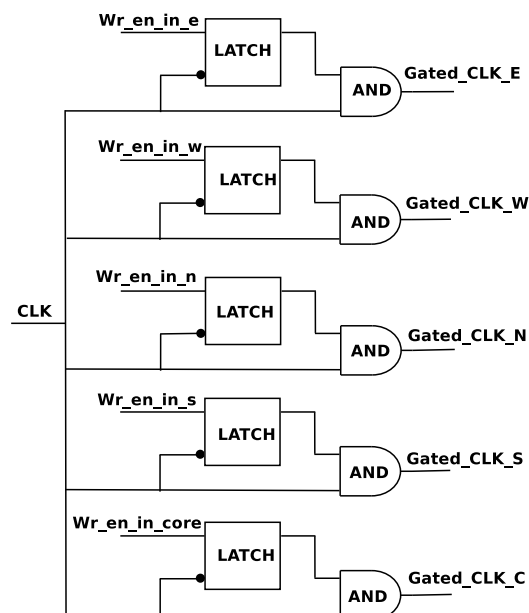 Wr_en_in_e
LATCH
AND
Gated_CLK_E
Wr_en_in_w
LATCH
AND
Gated_CLK_W
Wr_en_in_n
LATCH
AND
Gated_CLK_N
CLK
Wr_en_in_s
LATCH
AND
Gated_CLK_S
Wr_en_in_core
LATCH
AND
Gated_CLK_C